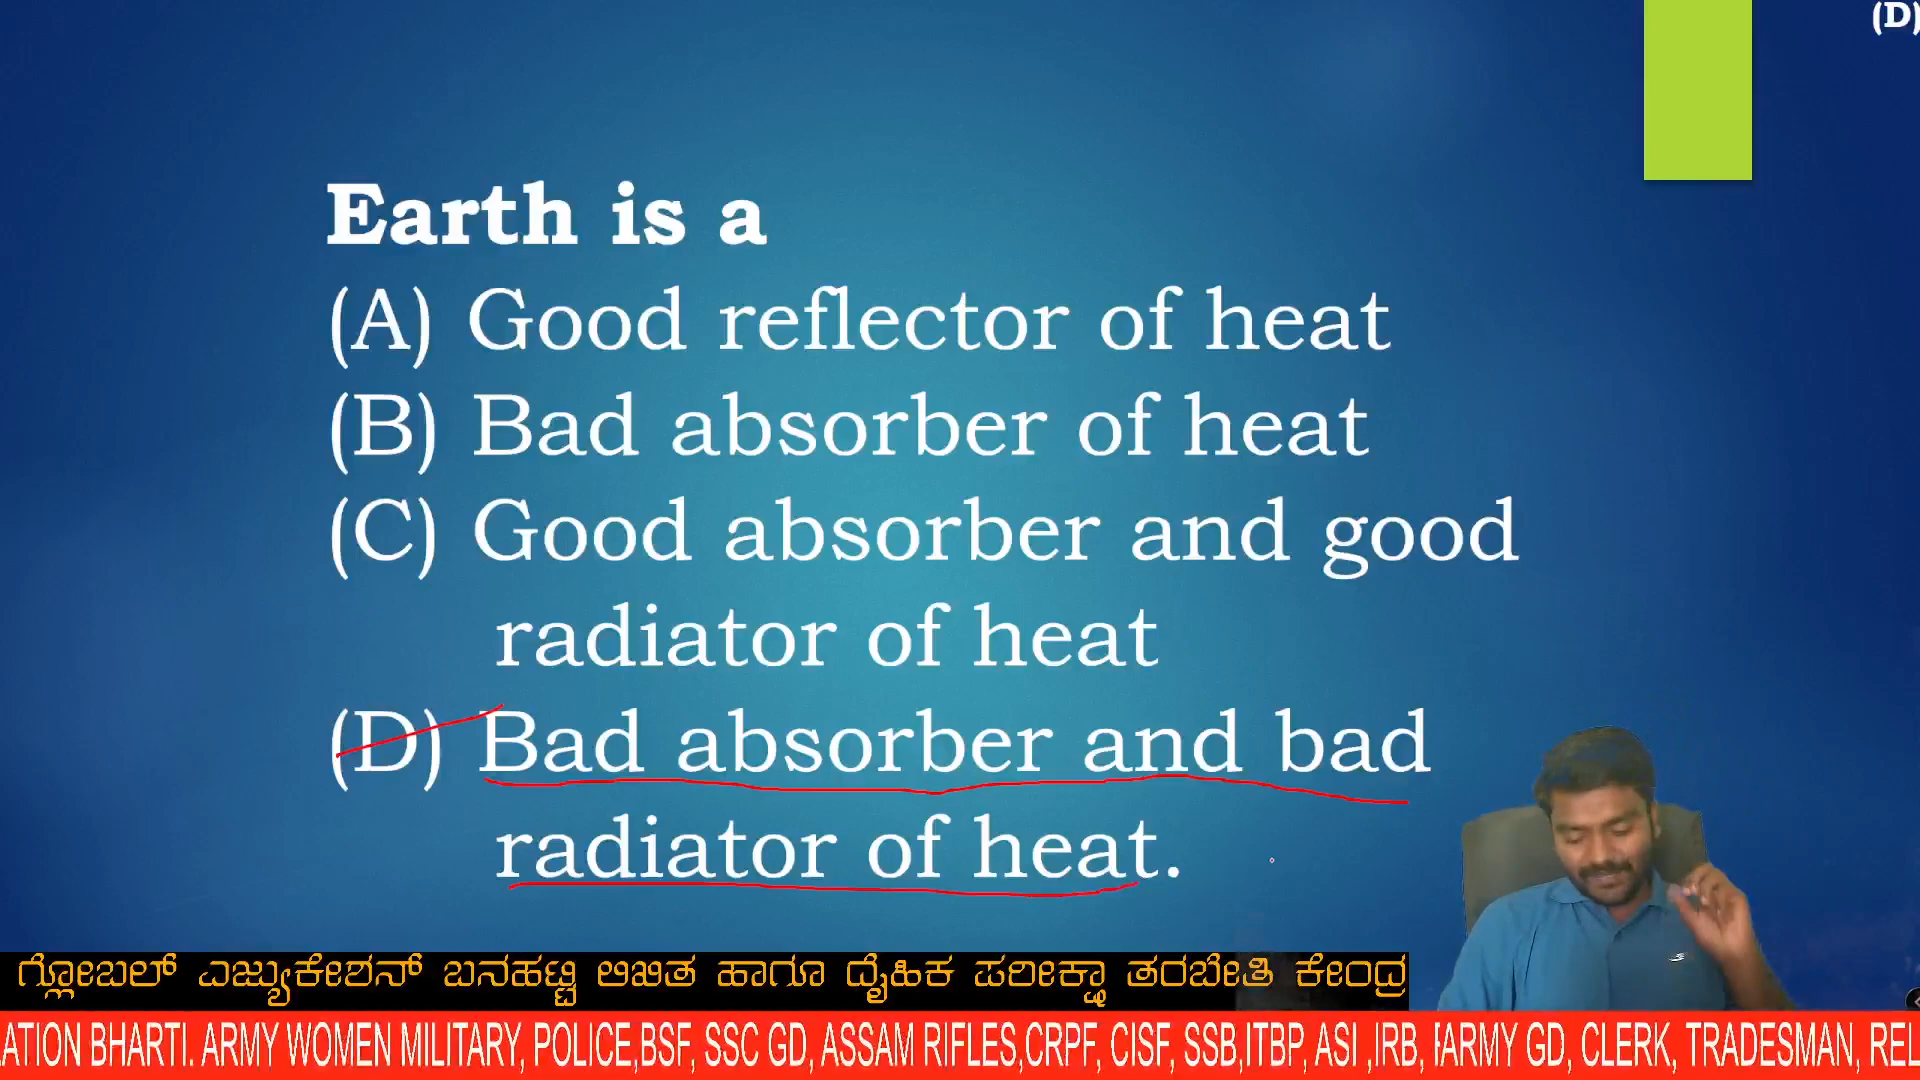 (D)
Earth is a
(A) Good reflector of heat
(B) Bad absorber of heat
(C) Good absorber and good
radiator of heat
(D) Bad absorber and bad
radiator of heat.
ಗ್ಲೋಬಲ್ ಎಜ್ಯುಕೇಶನ್ ಬನಹಟ್ಟಿ ಲಿಖಿತ ಹಾಗೂ ದೈಹಿಕ ಪರೀಕ್ಷಾ ತರಬೇತಿ ಕೇಂದ್ರ
ATION BHARTI. ARMY WOMEN MILITARY, POLICE,BSF, SSC GD, ASSAM RIFLES,CRPF, CISF, SSB,ITBP, ASI ,IRB, ARMY GD, CLERK, TRADESMAN, REL